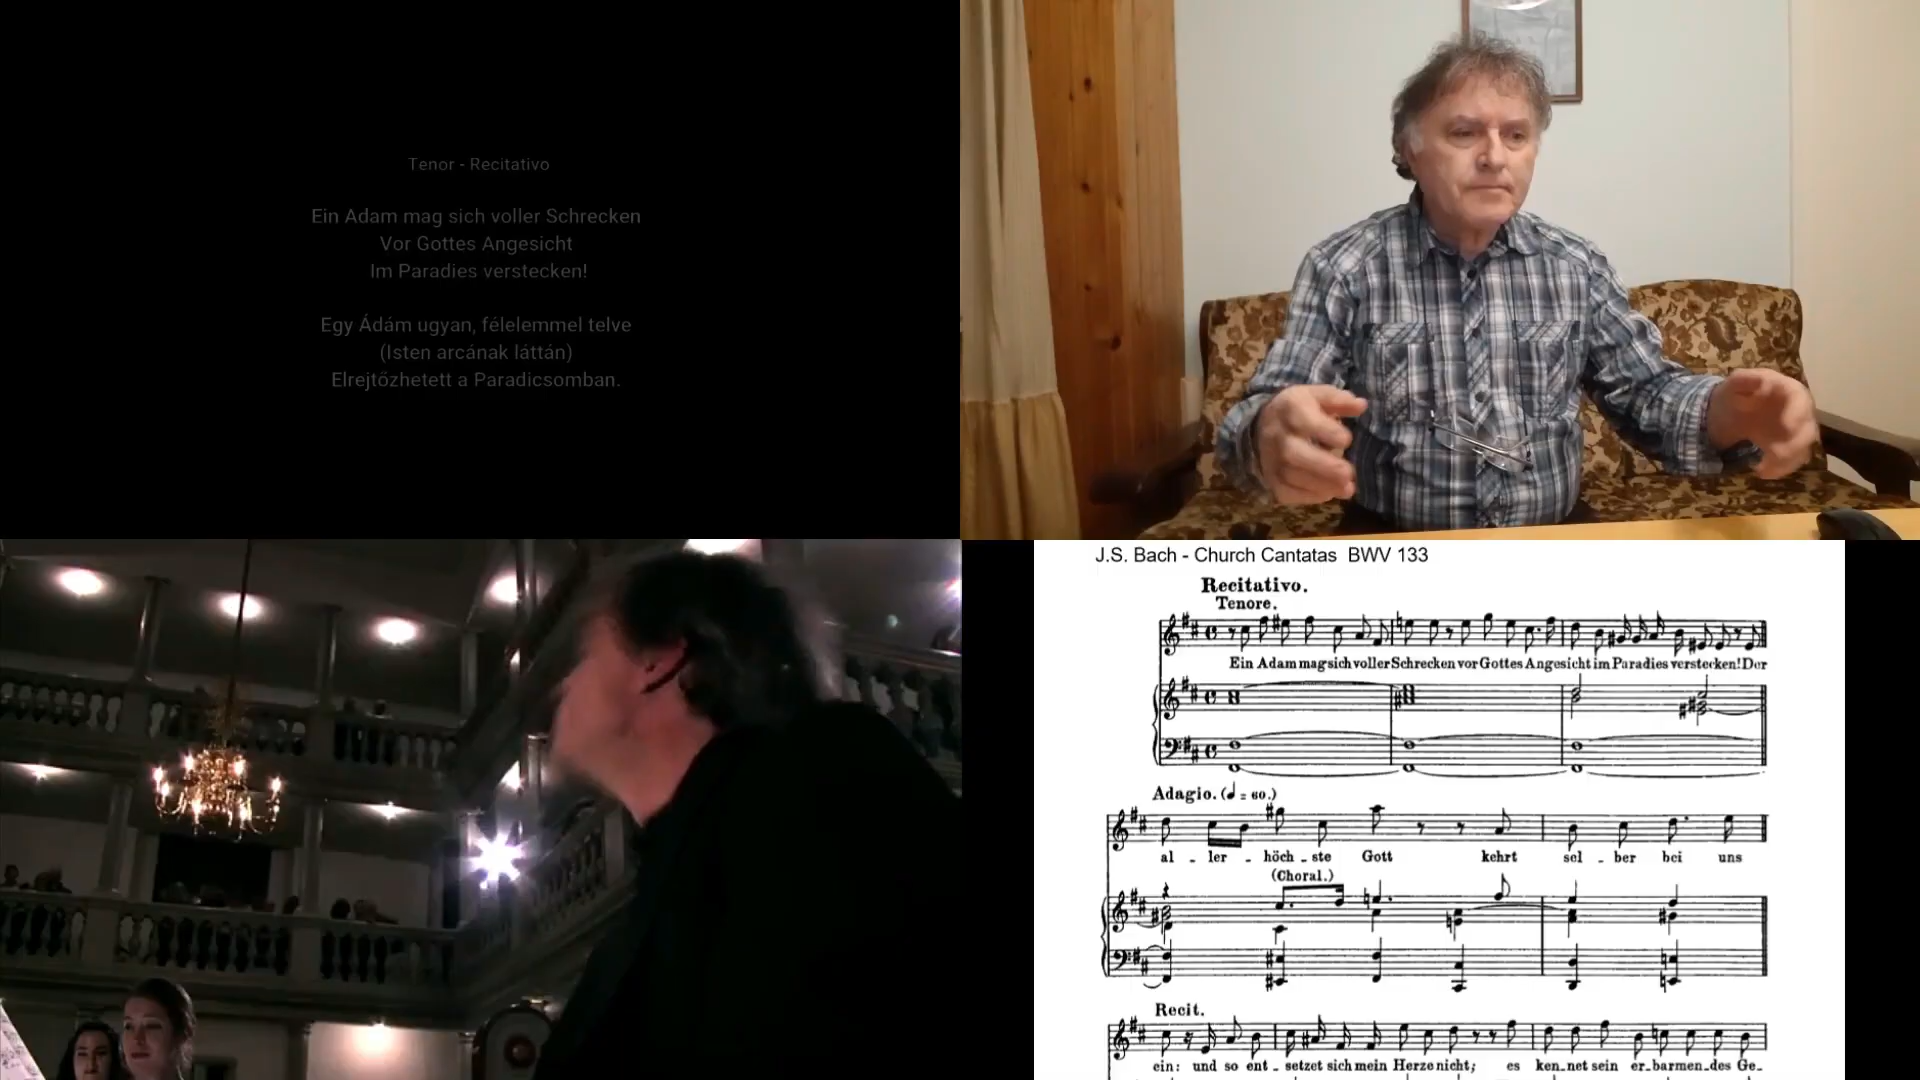 Tenor - Recitativo
Ein Adam mag sich voller Schrecken
Vor Gottes Angesicht
Im Paradies verstecken!
Egy Ádám ugyan, félelemmel telve
(Isten arcának láttán)
Elrejtőzhetett a Paradicsomban.
J.S. Bach - Church Cantatas BWV 133
Recitativo.
Tenore.
Ein Adam mag sich voller Schrecken vor Gottes Angesicht im Paradies verstecken! Der
Adagio. (♩ = 60.)
al - ler - höch - ste Gott kehrt sel - ber bei uns
(Choral.)
Recit.
ein: und so ent - setzet sich mein Herze nicht; es ken - net sein er - barmen - des Ge -